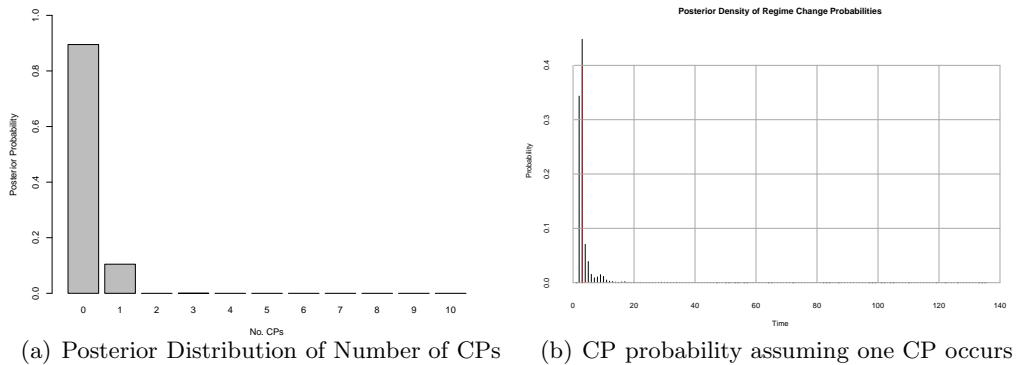 Posterior Density of Regime Change Probabilities
Posterior Probability
0.0 0.2 0.4 0.6 0.8 1.0
0 1 2 3 4 5 6 7 8 9 10
No. CPs
Probability
0.0 0.1 0.2 0.3 0.4
0 20 40 60 80 100 120 140
Time
(a) Posterior Distribution of Number of CPs
(b) CP probability assuming one CP occurs